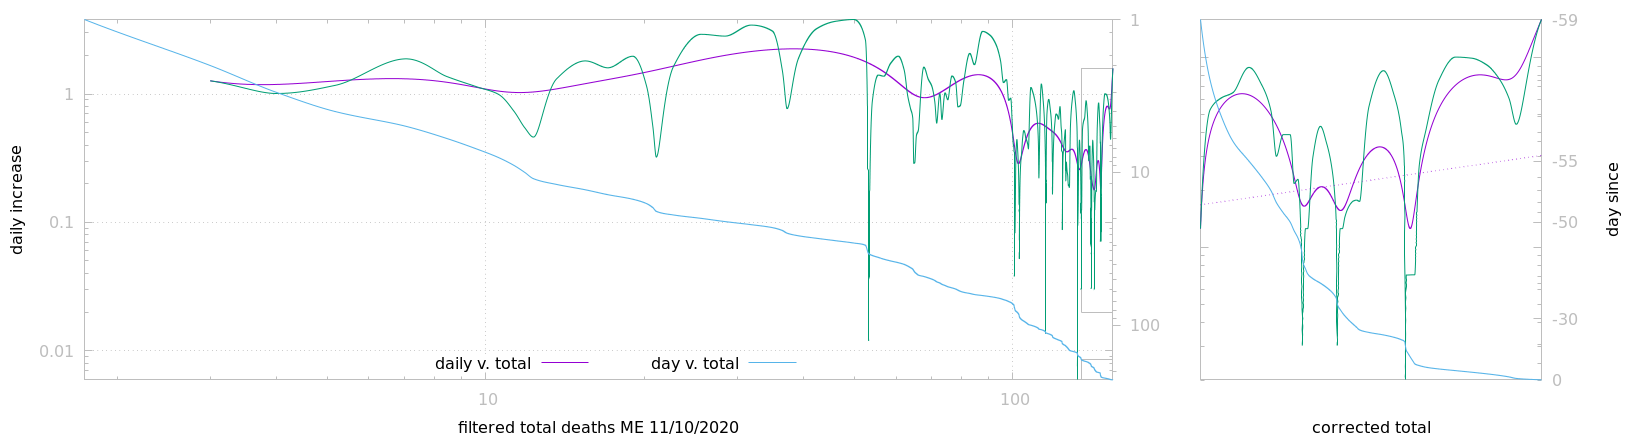 daily increase
1
0.1
0.01
10
100
1
10
100
daily v. total
day v. total
filtered total deaths ME 11/10/2020
-59
-55
-50
-30
0
day since
corrected total